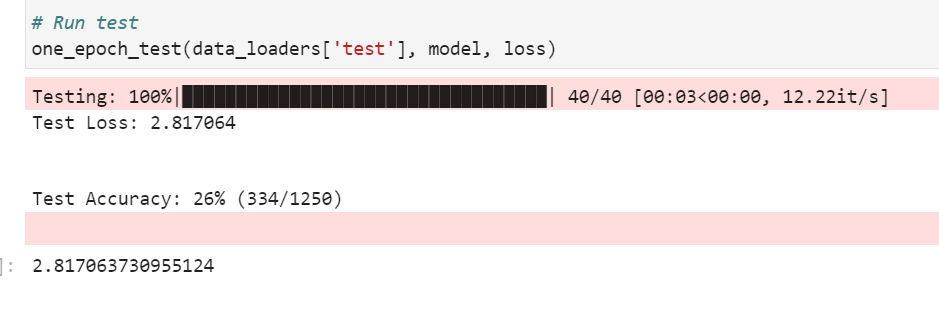 # Run test
one_epoch_test(data_loaders['test'], model, loss)
Testing: 100%|██████████████████████████████████| 40/40 [00:03<00:00, 12.22it/s]
Test Loss: 2.817064
Test Accuracy: 26% (334/1250)
]: 2.817063730955124